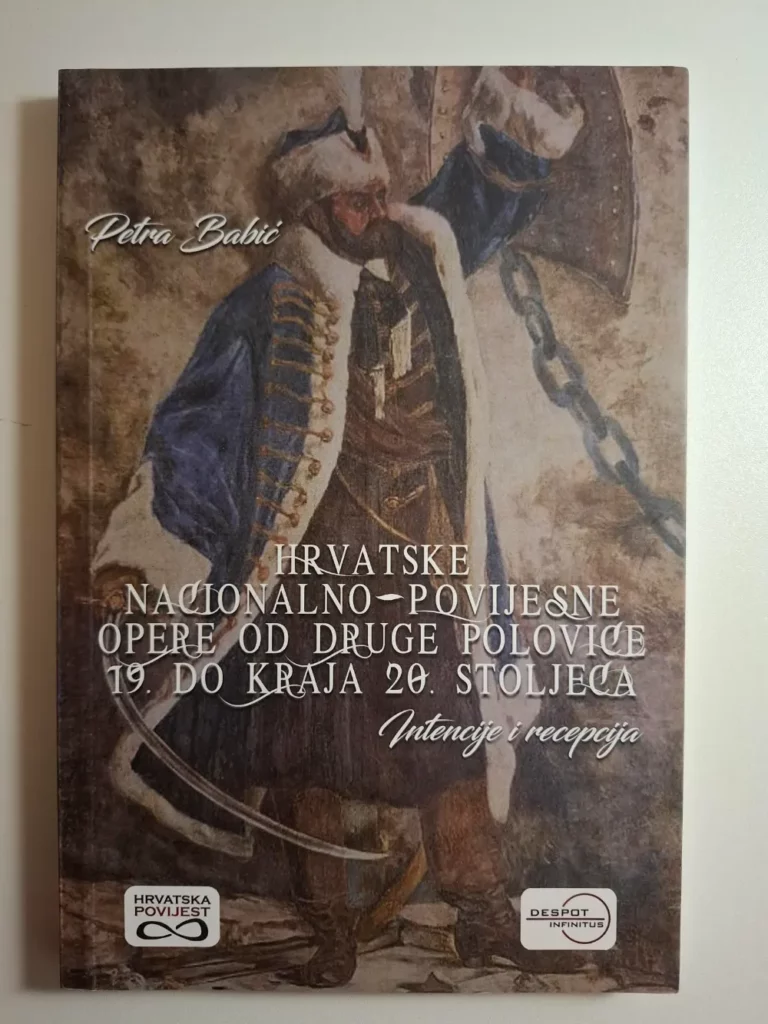 Petra Babić
HRVATSKE
NACIONALNO-POVIJESNE
OPERE OD DRUGE POLOVICE
19. DO KRAJA 20. STOLJEĆA
Intencije i recepcija
HRVATSKA
POVIJEST
DESPOT
INFINITUS